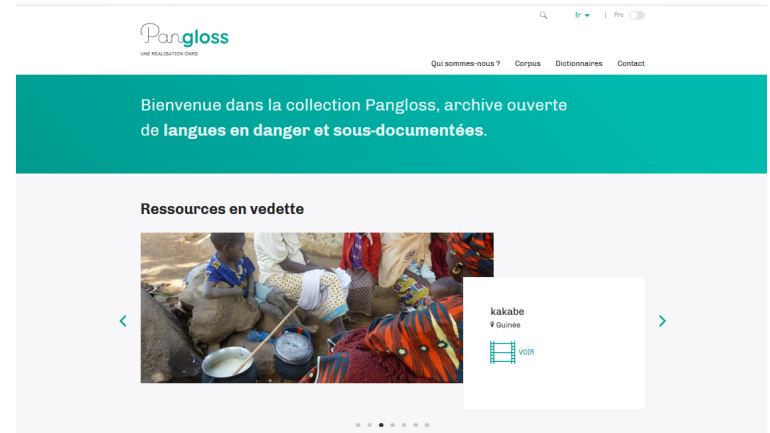 fr
Pro
Pangloss
UNE RÉALISATION CNRS
Qui sommes-nous ? Corpus Dictionnaires Contact
Bienvenue dans la collection Pangloss, archive ouverte
de langues en danger et sous-documentées.
Ressources en vedette
kakabe
Guinée
VOIR